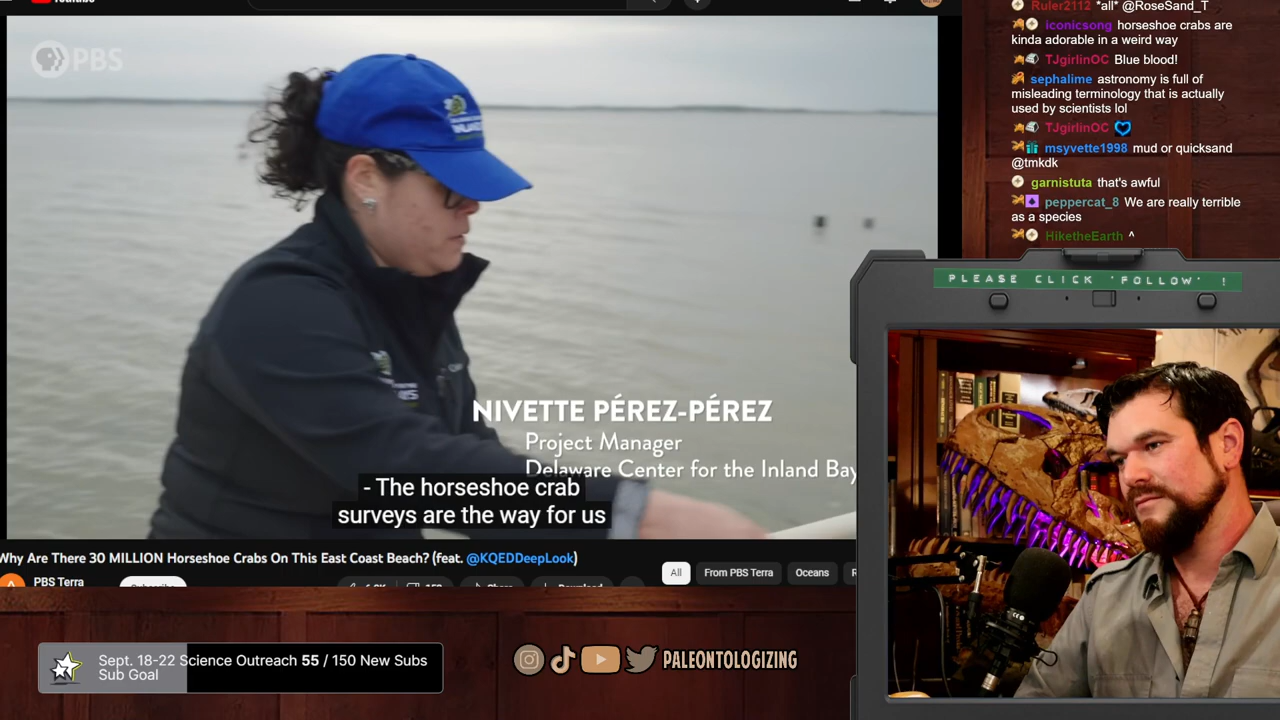 PBS
NIVETTE PÉREZ-PÉREZ
Project Manager
Delaware Center for the Inland Bay
- The horseshoe crab
surveys are the way for us
Why Are There 30 MILLION Horseshoe Crabs On This East Coast Beach? (feat. @KQEDDeepLook)
PBS Terra
All
From PBS Terra
Oceans
Sept. 18-22 Science Outreach 55 / 150 New Subs
Sub Goal
PALEONTOLOGIZING
Ruler2112 *all* @RoseSand_T
iconicsong horseshoe crabs are
kinda adorable in a weird way
TJgirlinOC Blue blood!
sephalime astronomy is full of
misleading terminology that is actually
used by scientists lol
TJgirlinOC
msyvette1998 mud or quicksand
@tmkdk
garnistuta that's awful
peppercat_8 We are really terrible
as a species
HiketheEarth ^
PLEASE CLICK 'FOLLOW' !